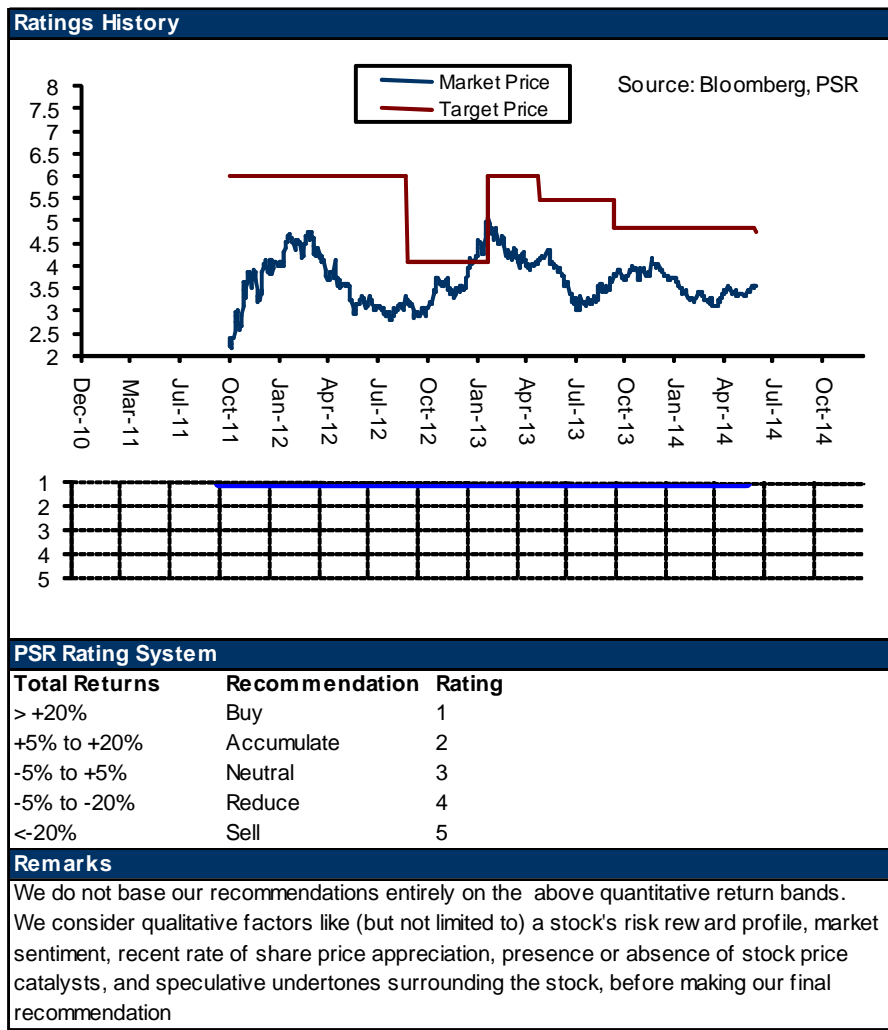 Ratings History
Market Price
Target Price
Source: Bloomberg, PSR
8
7.5
7
6.5
6
5.5
5
4.5
4
3.5
3
2.5
2
Dec-10
Mar-11
Jul-11
Oct-11
Jan-12
Apr-12
Jul-12
Oct-12
Jan-13
Apr-13
Jul-13
Oct-13
Jan-14
Apr-14
Jul-14
Oct-14
1
2
3
4
5
PSR Rating System
Total Returns Recommendation Rating
> +20% Buy 1
+5% to +20% Accumulate 2
-5% to +5% Neutral 3
-5% to -20% Reduce 4
<-20% Sell 5
Remarks
We do not base our recommendations entirely on the above quantitative return bands.
We consider qualitative factors like (but not limited to) a stock's risk reward profile, market
sentiment, recent rate of share price appreciation, presence or absence of stock price
catalysts, and speculative undertones surrounding the stock, before making our final
recommendation